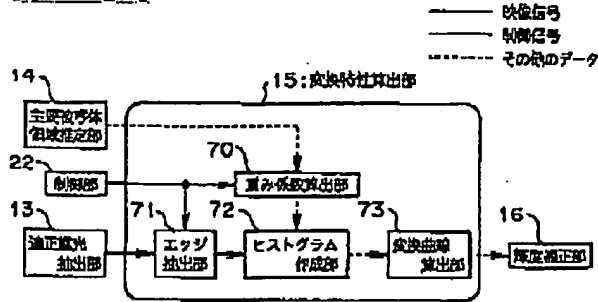 映像信号
制御信号
その他のデータ
14
15:変換特性算出部
主要被写体
領域推定部
22
70
制御部
重み係数算出部
13
71
72
73
16
適正露光
抽出部
エッジ
抽出部
ヒストグラム
作成部
変換曲線
算出部
輝度補正部